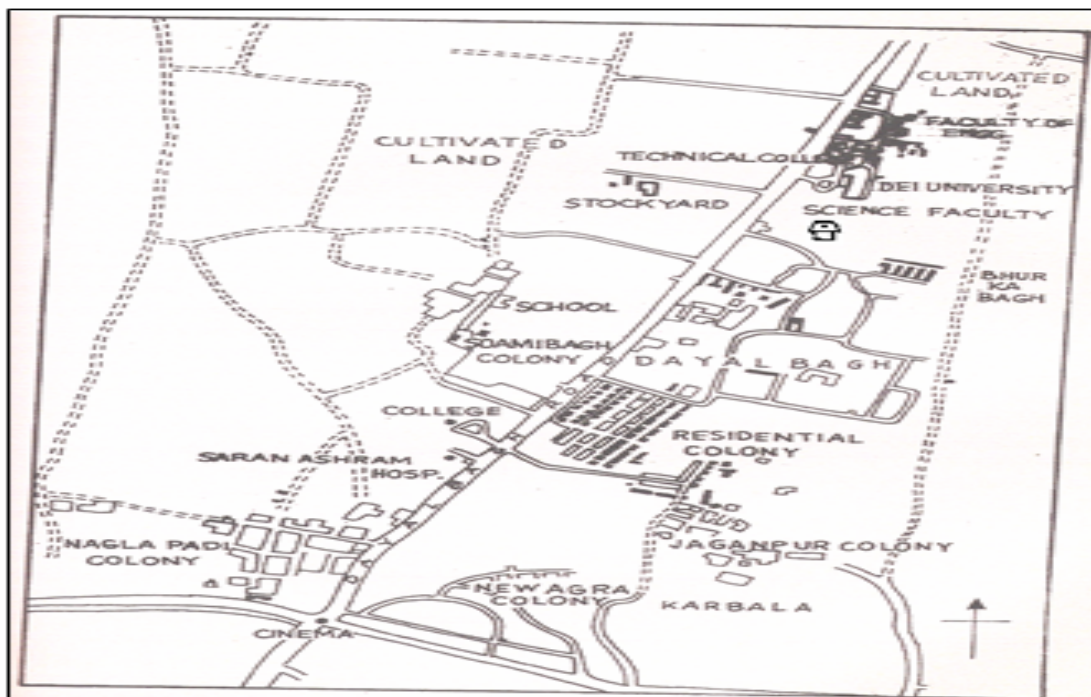 CULTIVATED
LAND
FACULTY OF
ENGG.
CULTIVATED
LAND
TECHNICAL
DEI UNIVERSITY
STOCKYARD
SCIENCE FACULTY
BHUR
KA
BAGH
SCHOOL
SOAMIBAGH
COLONY
DAYAL BAGH
COLLEGE
RESIDENTIAL
COLONY
SARAN ASHRAM
HOSP.
NAGLA PADI
COLONY
JAGANPUR COLONY
NEW AGRA
COLONY
KARBALA
CINEMA